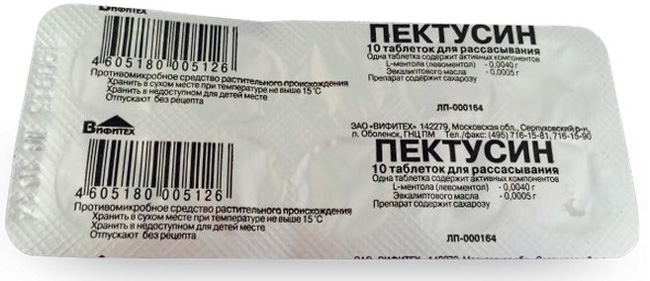 Вифитех
4 605180 005126
Противомикробное средство растительного происхождения
Хранить в сухом месте при температуре не выше 15°С
Хранить в недоступном для детей месте
Отпускают без рецепта
ПЕКТУСИН
10 таблеток для рассасывания
Одна таблетка содержит активных компонентов
L-ментола (левоментол) - 0,0040 г
Эвкалиптового масла - 0,0005 г
Препарат содержит сахарозу
ЛП-000164
ЗАО «ВИФИТЕХ» 142279, Московская обл., Серпуховский р-н,
п. Оболенск, ГНЦ ПМ Тел./факс: (495) 716-15-81, 716-15-90
Вифитех
4 605180 005126
Противомикробное средство растительного происхождения
Хранить в сухом месте при температуре не выше 15°С
Хранить в недоступном для детей месте
Отпускают без рецепта
ПЕКТУСИН
10 таблеток для рассасывания
Одна таблетка содержит активных компонентов
L-ментола (левоментол) - 0,0040 г
Эвкалиптового масла - 0,0005 г
Препарат содержит сахарозу
ЛП-000164